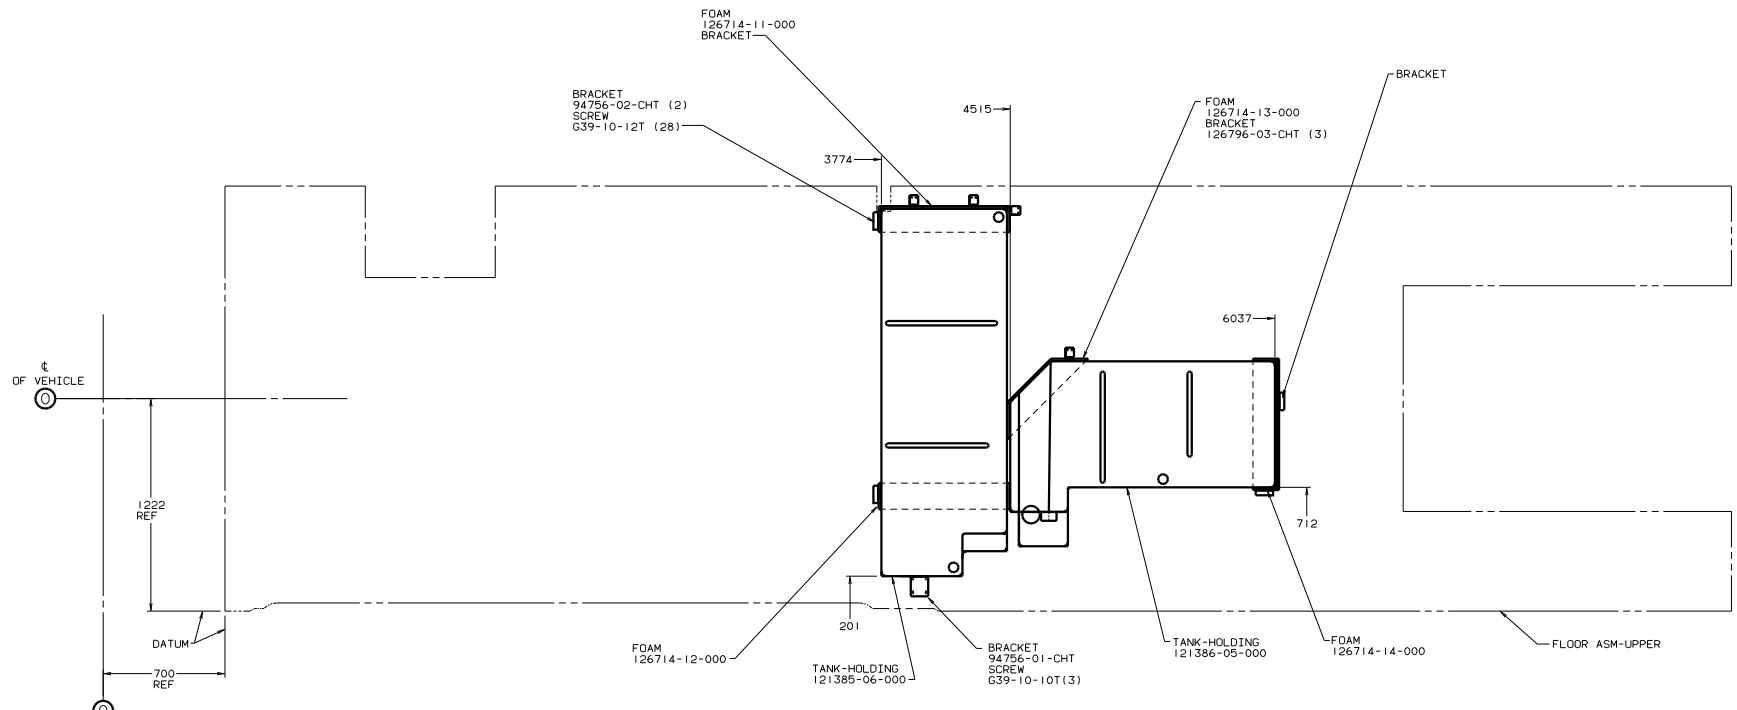 FOAM
126714-11-000
BRACKET
BRACKET
BRACKET
94756-02-CHT (2)
SCREW
G39-10-12T (28)
4515
FOAM
126714-13-000
BRACKET
126796-03-CHT (3)
3774
6037
℄
OF VEHICLE
0
1222
REF
712
201
DATUM
700
REF
FOAM
126714-12-000
TANK-HOLDING
121385-06-000
BRACKET
94756-01-CHT
SCREW
G39-10-10T(3)
TANK-HOLDING
121386-05-000
FOAM
126714-14-000
FLOOR ASM-UPPER
0